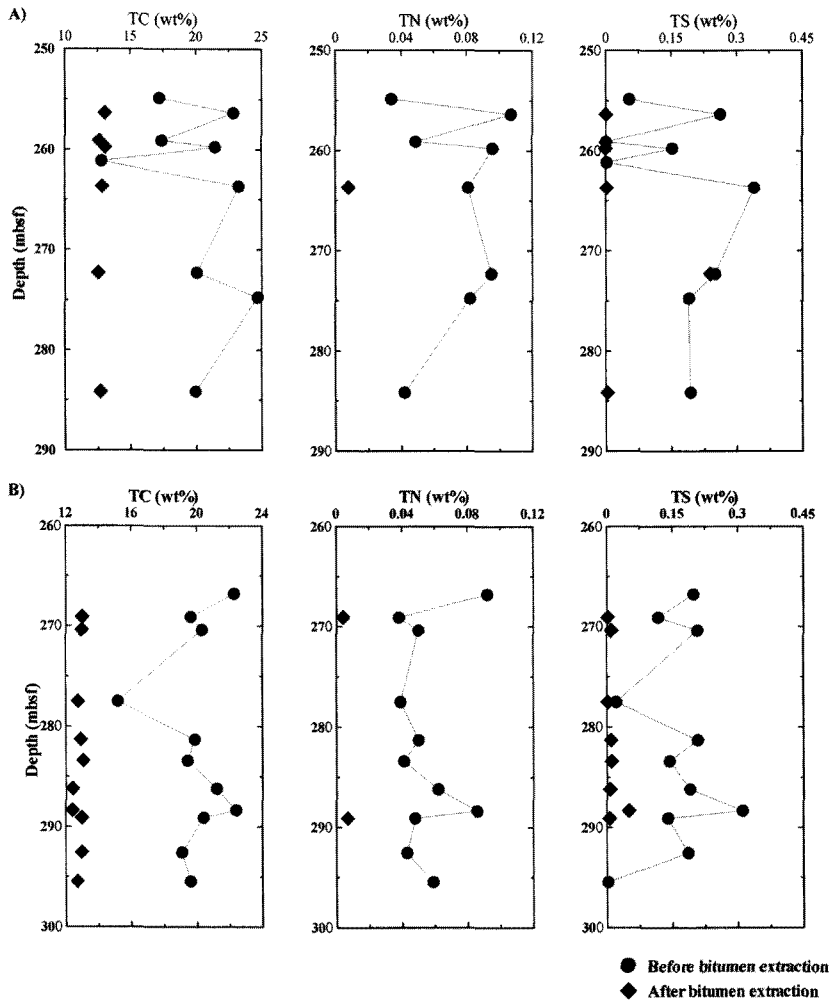 A)
TC (wt%) TN (wt%) TS (wt%)
10 15 20 25 0 0.04 0.08 0.12 0 0.15 0.3 0.45
250 250 250
260 260 260
270 270 270
280 280 280
290 290 290
Depth (mbsf)
B)
TC (wt%) TN (wt%) TS (wt%)
12 16 20 24 0 0.04 0.08 0.12 0 0.15 0.3 0.45
260 260 260
270 270 270
280 280 280
290 290 290
300 300 300
Depth (mbsf)
Before bitumen extraction
After bitumen extraction